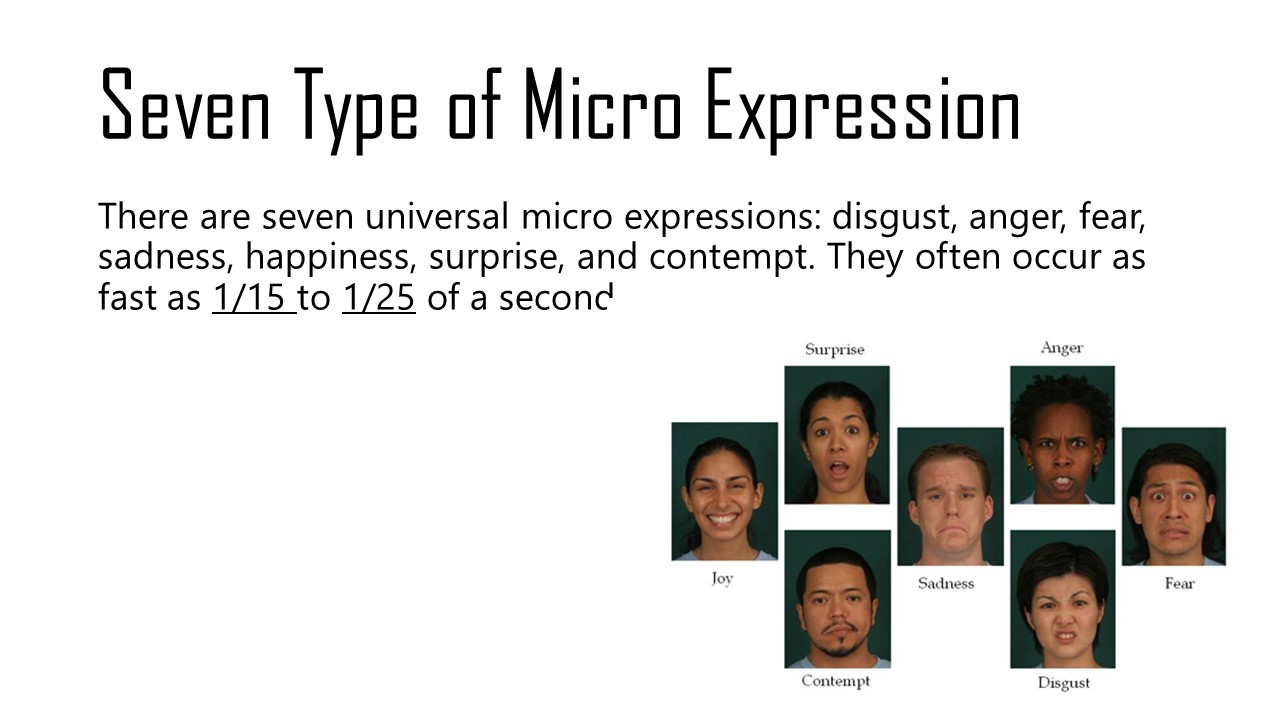 Seven Type of Micro Expression
There are seven universal micro expressions: disgust, anger, fear,
sadness, happiness, surprise, and contempt. They often occur as
fast as 1/15 to 1/25 of a second
Surprise
Anger
Joy
Sadness
Fear
Contempt
Disgust